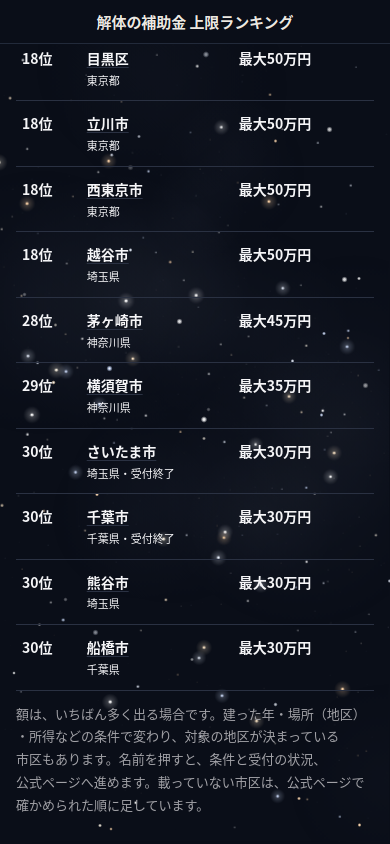 解体の補助金 上限ランキング
18位 目黒区 最大50万円
東京都
18位 立川市 最大50万円
東京都
18位 西東京市 最大50万円
東京都
18位 越谷市 最大50万円
埼玉県
28位 茅ヶ崎市 最大45万円
神奈川県
29位 横須賀市 最大35万円
神奈川県
30位 さいたま市 最大30万円
埼玉県・受付終了
30位 千葉市 最大30万円
千葉県・受付終了
30位 熊谷市 最大30万円
埼玉県
30位 船橋市 最大30万円
千葉県
額は、いちばん多く出る場合です。建った年・場所（地区）
・所得などの条件で変わり、対象の地区が決まっている
市区もあります。名前を押すと、条件と受付の状況、
公式ページへ進めます。載っていない市区は、公式ページで
確かめられた順に足しています。